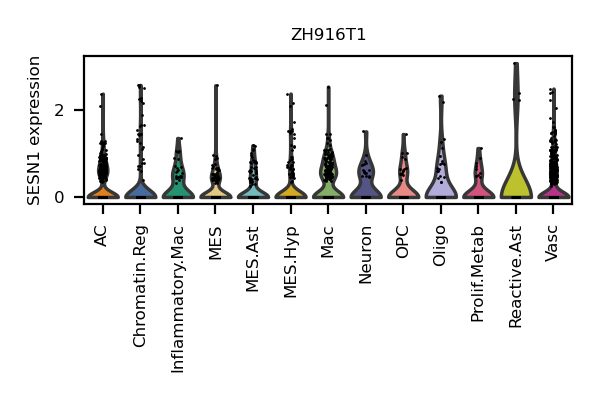 ZH916T1
SESN1 expression
2
0
AC
Chromatin.Reg
Inflammatory.Mac
MES
MES.Ast
MES.Hyp
Mac
Neuron
OPC
Oligo
Prolif.Metab
Reactive.Ast
Vasc